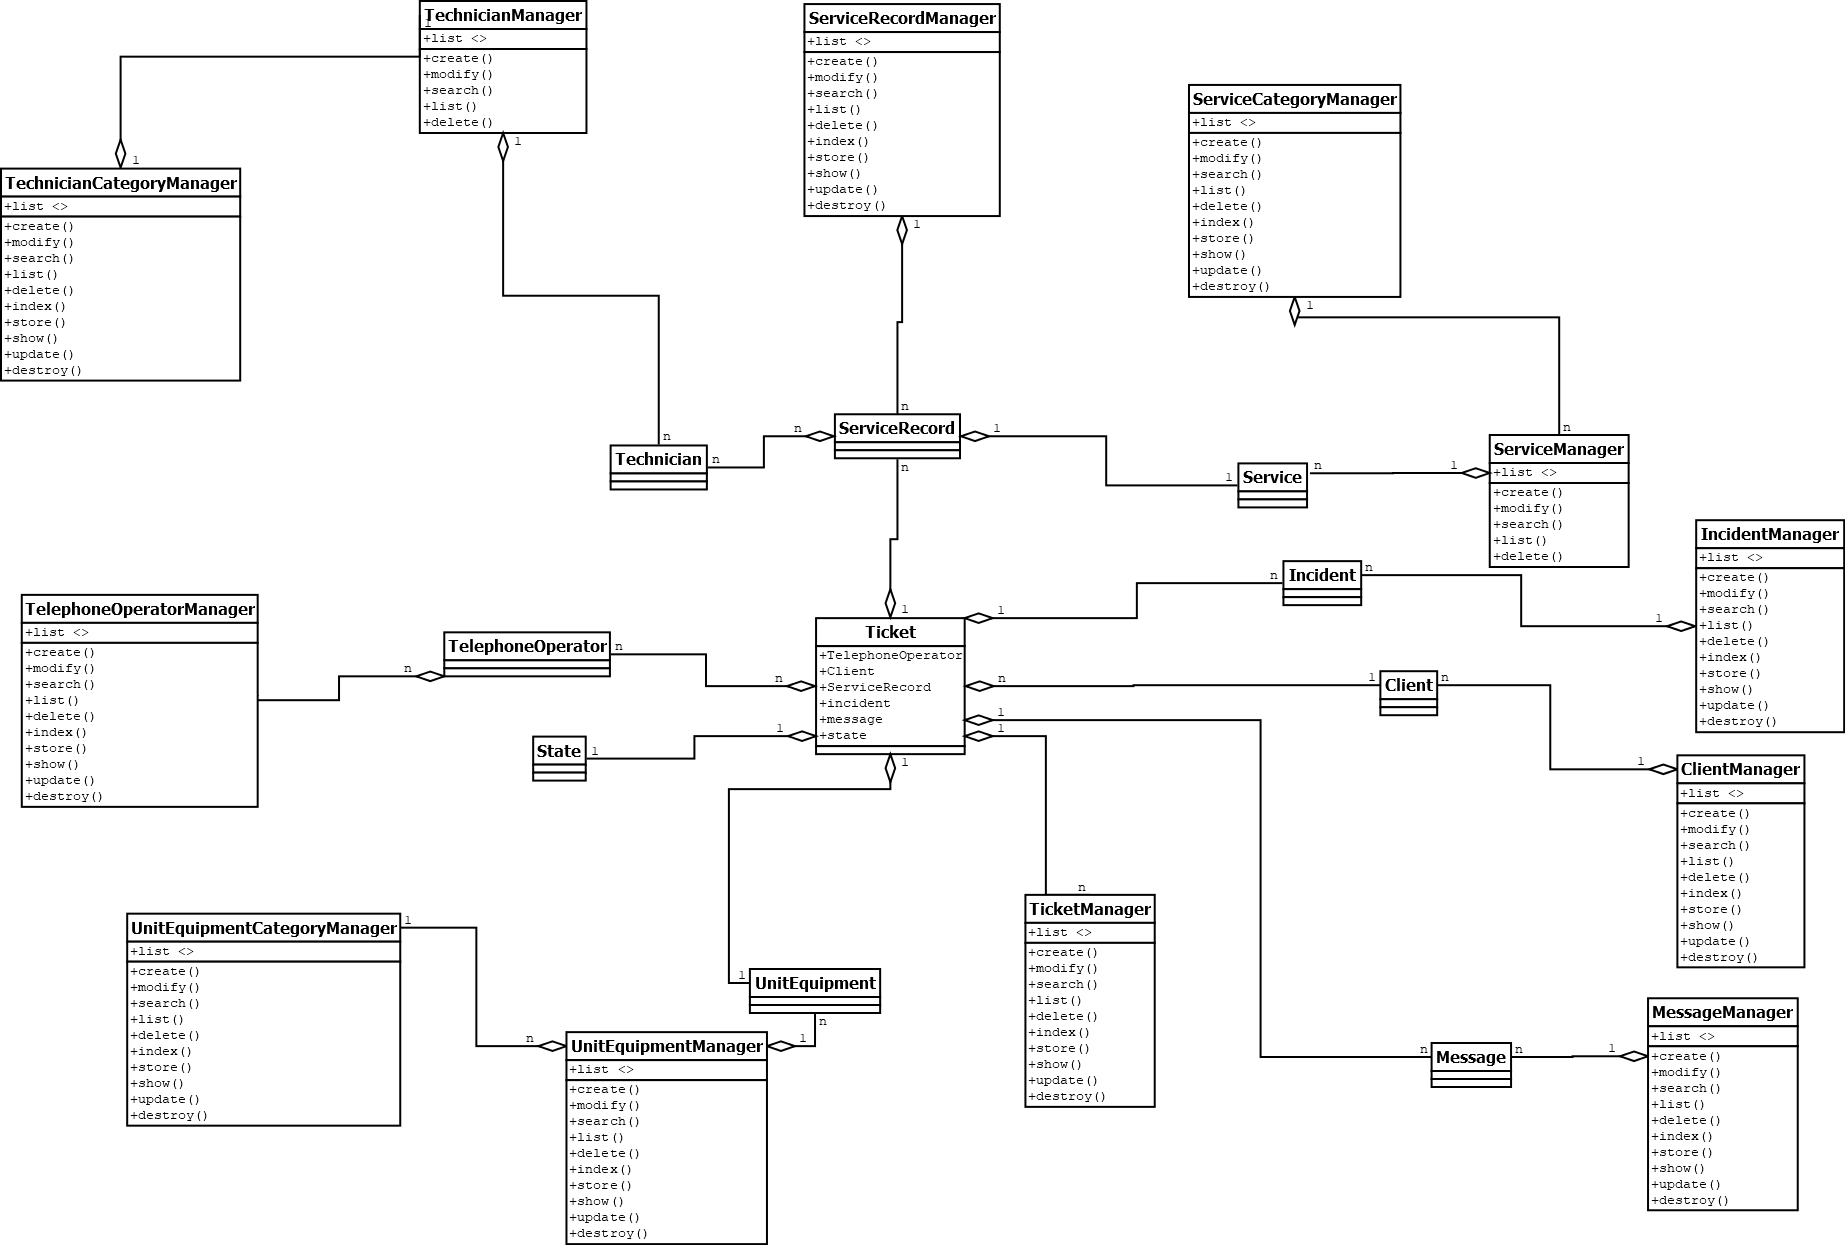 TechnicianManager
1
+list <>
+create()
+modify()
+search()
+list()
+delete()
1
ServiceRecordManager
+list <>
+create()
+modify()
+search()
+list()
+delete()
+index()
+store()
+show()
+update()
+destroy()
1
ServiceCategoryManager
+list <>
+create()
+modify()
+search()
+list()
+delete()
+index()
+store()
+show()
+update()
+destroy()
1
1
TechnicianCategoryManager
+list <>
+create()
+modify()
+search()
+list()
+delete()
+index()
+store()
+show()
+update()
+destroy()
n
Technician
n
n
n
ServiceRecord
1
n
1
Service
n
1
n
ServiceManager
+list <>
+create()
+modify()
+search()
+list()
+delete()
n
Incident
n
1
IncidentManager
+list <>
+create()
+modify()
+search()
+list()
+delete()
+index()
+store()
+show()
+update()
+destroy()
TelephoneOperatorManager
+list <>
+create()
+modify()
+search()
+list()
+delete()
+index()
+store()
+show()
+update()
+destroy()
n
TelephoneOperator
n
n
1
1
Ticket
+TelephoneOperator
+Client
+ServiceRecord
+incident
+message
+state
n
1
1
1
1
State
1
1
Client
n
1
ClientManager
+list <>
+create()
+modify()
+search()
+list()
+delete()
+index()
+store()
+show()
+update()
+destroy()
UnitEquipmentCategoryManager
1
+list <>
+create()
+modify()
+search()
+list()
+delete()
+index()
+store()
+show()
+update()
+destroy()
1
UnitEquipment
n
n
1
UnitEquipmentManager
+list <>
+create()
+modify()
+search()
+list()
+delete()
+index()
+store()
+show()
+update()
+destroy()
n
TicketManager
+list <>
+create()
+modify()
+search()
+list()
+delete()
+index()
+store()
+show()
+update()
+destroy()
n
Message
n
1
MessageManager
+list <>
+create()
+modify()
+search()
+list()
+delete()
+index()
+store()
+show()
+update()
+destroy()